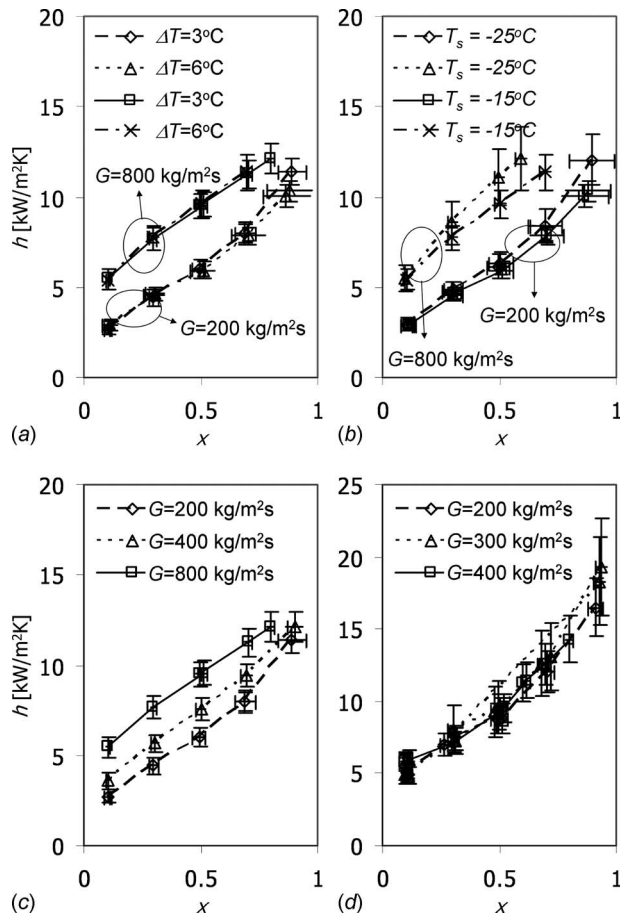 20
15
10
5
0
h [kW/m²K]
ΔT=3°C
ΔT=6°C
ΔT=3°C
ΔT=6°C
G=800 kg/m²s
G=200 kg/m²s
0
0.5
1
x
(a)
20
15
10
5
0
Tₛ = -25°C
Tₛ = -25°C
Tₛ = -15°C
Tₛ = -15°C
G=200 kg/m²s
G=800 kg/m²s
0
0.5
1
x
(b)
20
15
10
5
0
h [kW/m²K]
G=200 kg/m²s
G=400 kg/m²s
G=800 kg/m²s
0
0.5
1
x
(c)
25
20
15
10
5
0
G=200 kg/m²s
G=300 kg/m²s
G=400 kg/m²s
0
0.5
1
x
(d)